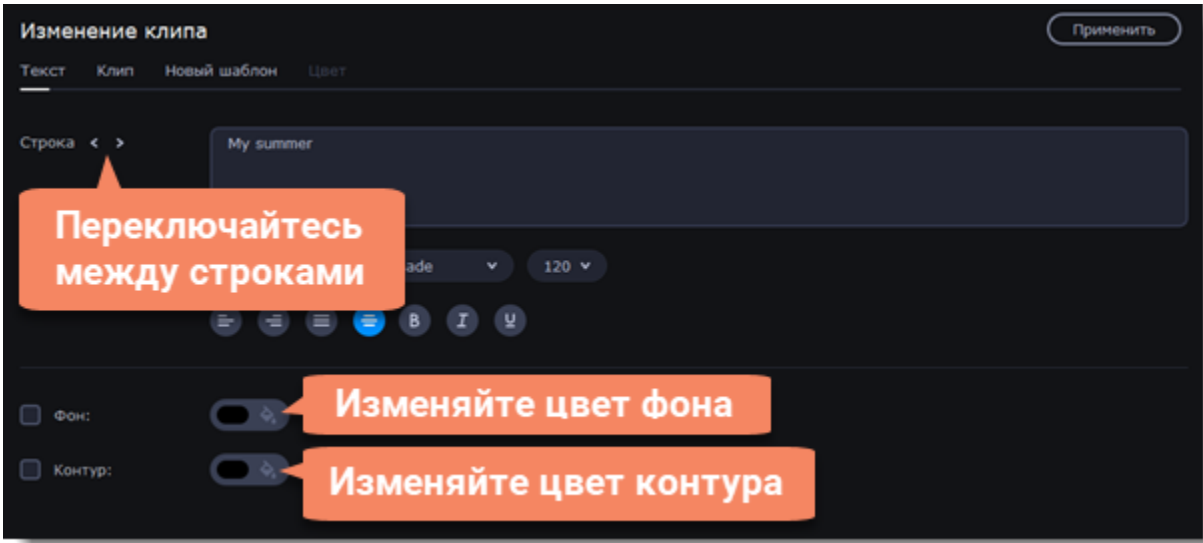 Изменение клипа
Применить
Текст Клип Новый шаблон Цвет
Строка < >
My summer
Переключайтесь
между строками
ade 120
B I U
Фон:
Изменяйте цвет фона
Контур:
Изменяйте цвет контура